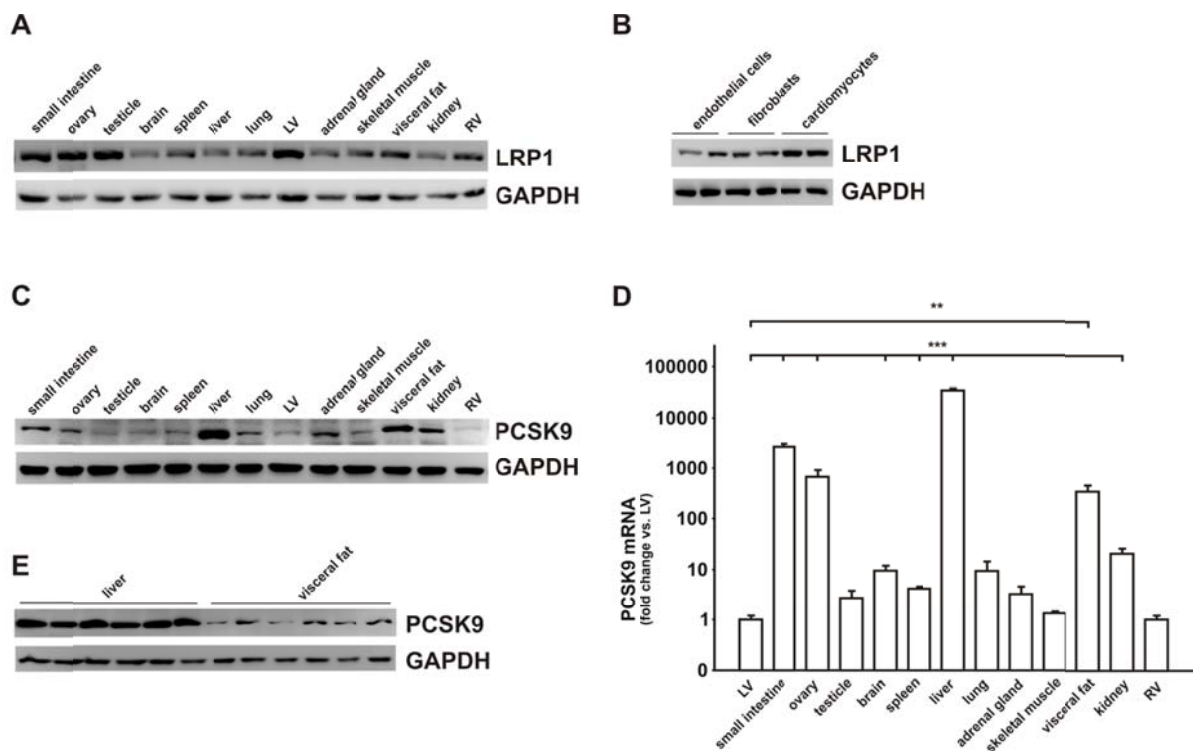 A
small intestine
ovary
testicle
brain
spleen
liver
lung
LV
adrenal gland
skeletal muscle
visceral fat
kidney
RV
LRP1
GAPDH
B
endothelial cells
fibroblasts
cardiomyocytes
LRP1
GAPDH
C
small intestine
ovary
testicle
brain
spleen
liver
lung
LV
adrenal gland
skeletal muscle
visceral fat
kidney
RV
PCSK9
GAPDH
D
**
***
PCSK9 mRNA
(fold change vs. LV)
100000
10000
1000
100
10
1
0
LV
small intestine
ovary
testicle
brain
spleen
liver
lung
adrenal gland
skeletal muscle
visceral fat
kidney
RV
E
liver
visceral fat
PCSK9
GAPDH